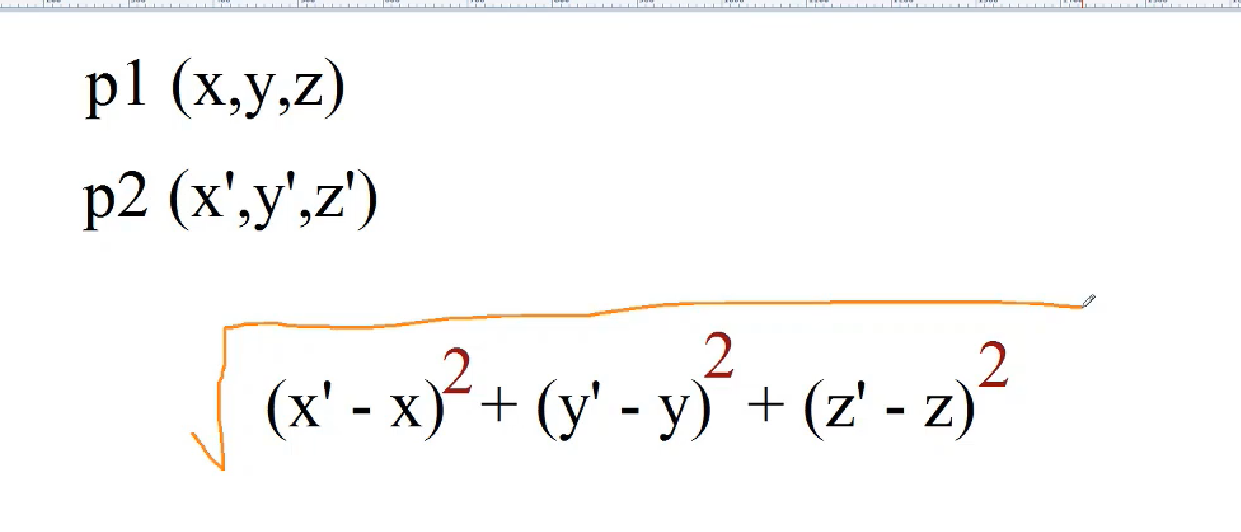 p1 (x,y,z)
p2 (x',y',z')
√(x' - x)² + (y' - y)² + (z' - z)²